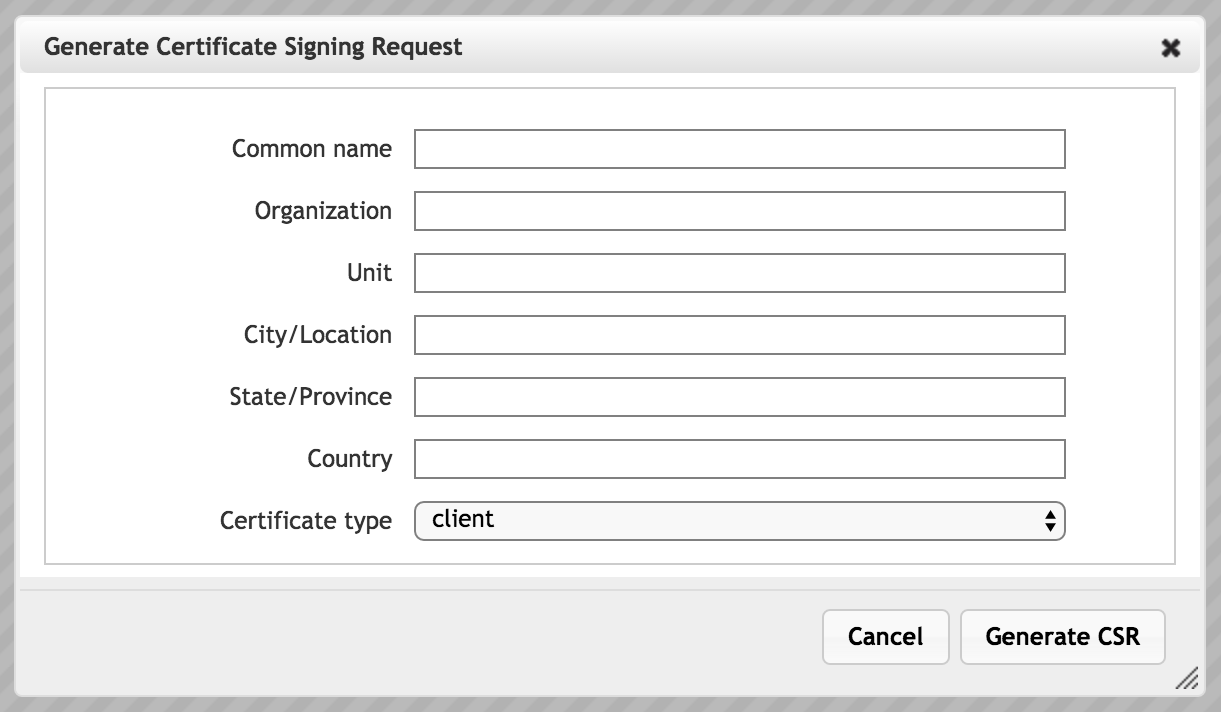 Generate Certificate Signing Request
Common name
Organization
Unit
City/Location
State/Province
Country
Certificate type client
Cancel Generate CSR